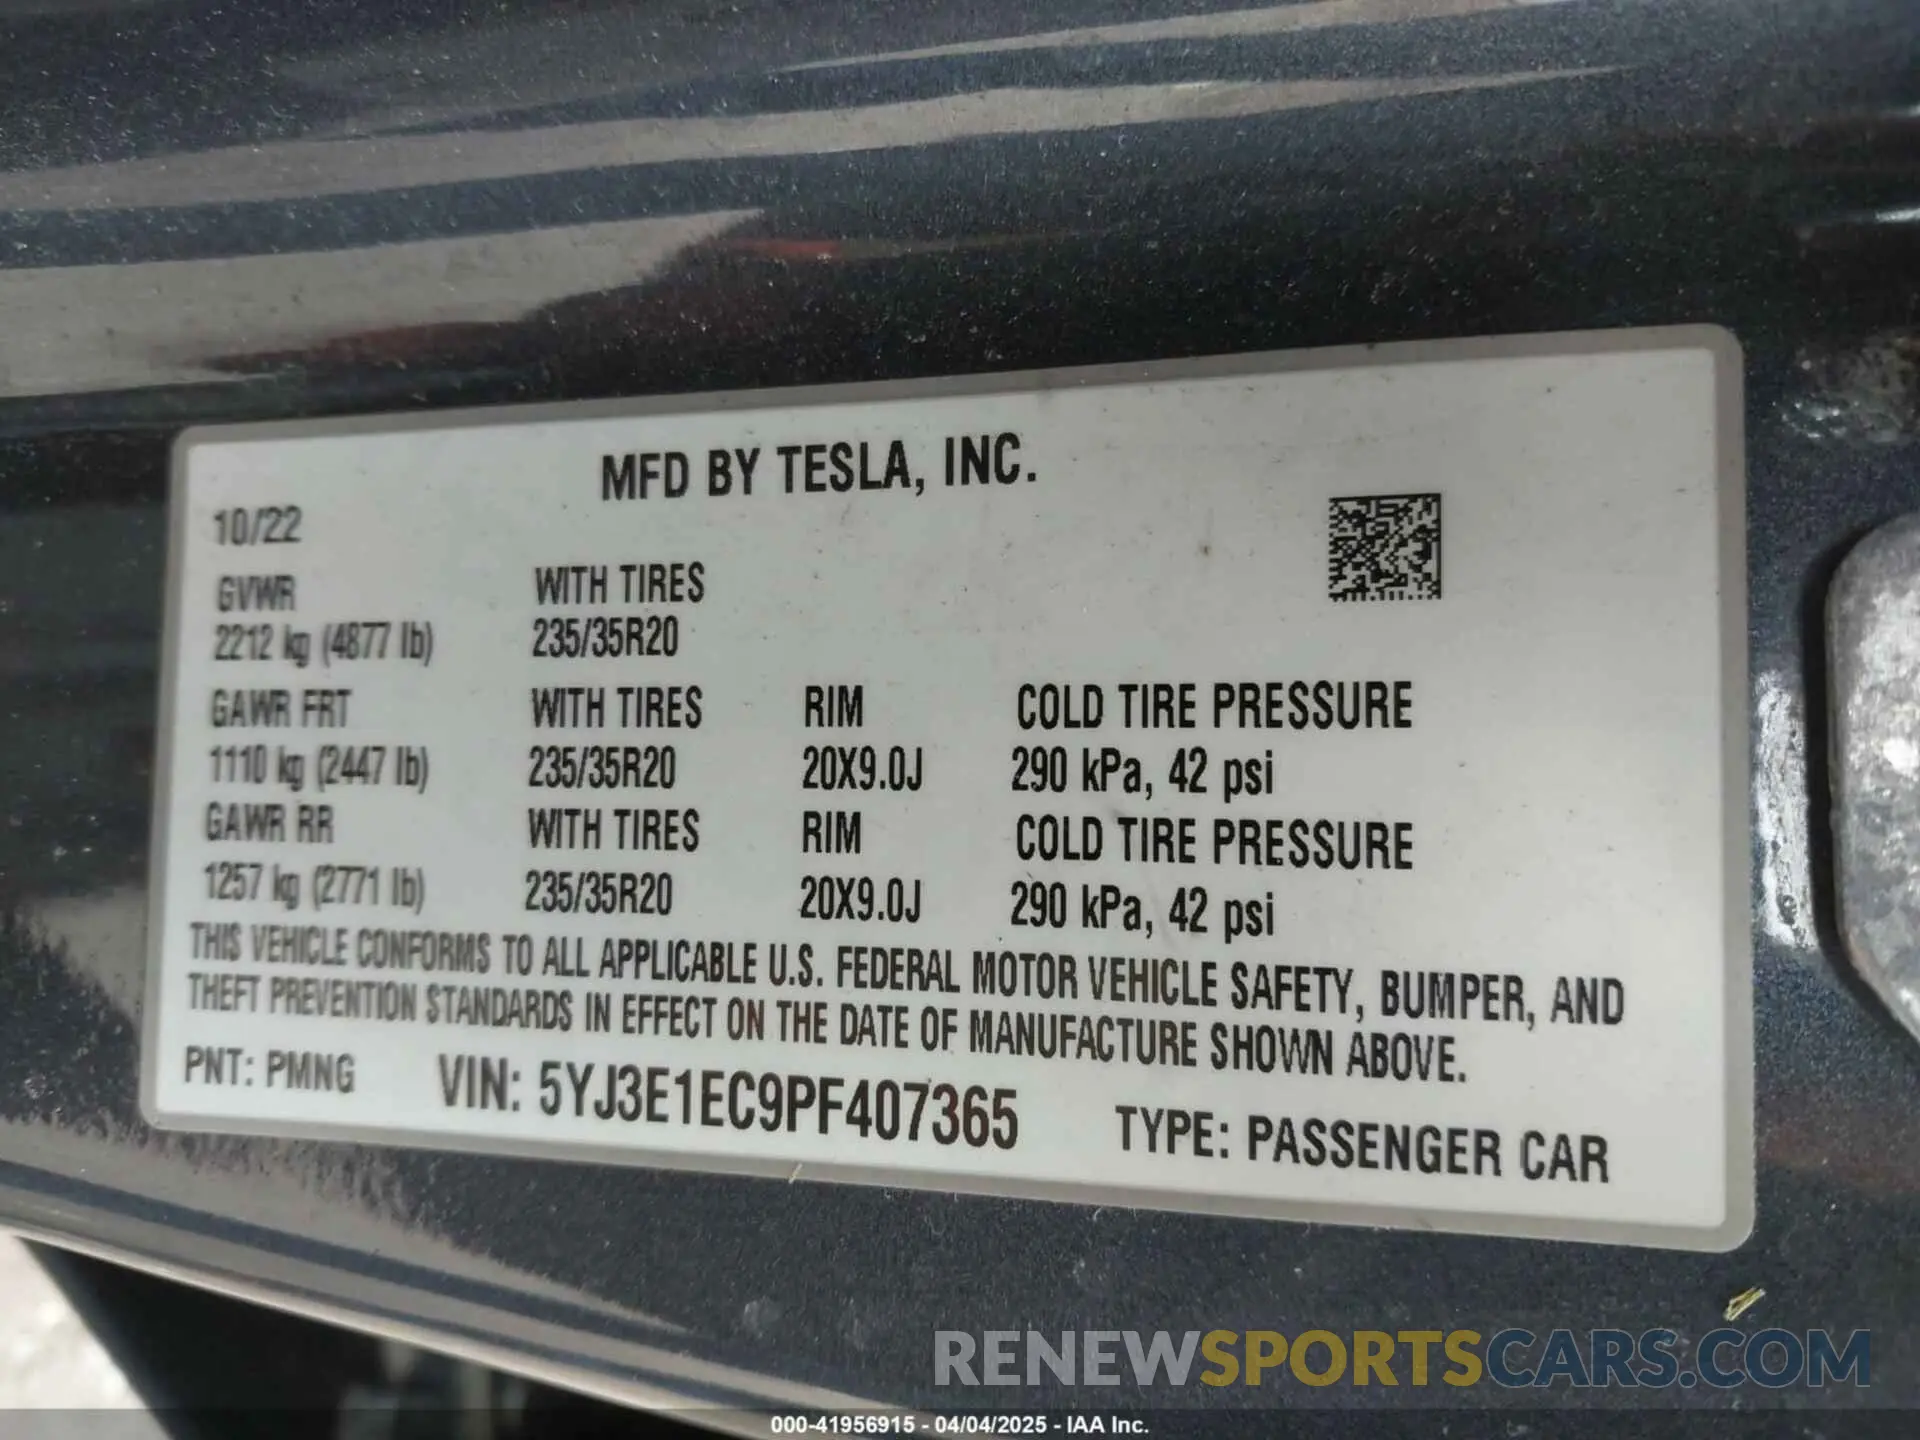 MFD BY TESLA, INC.
10/22
GVWR WITH TIRES
2212 kg (4877 lb) 235/35R20
GAWR FRT WITH TIRES RIM COLD TIRE PRESSURE
1110 kg (2447 lb) 235/35R20 20X9.0J 290 kPa, 42 psi
GAWR RR WITH TIRES RIM COLD TIRE PRESSURE
1257 kg (2771 lb) 235/35R20 20X9.0J 290 kPa, 42 psi
THIS VEHICLE CONFORMS TO ALL APPLICABLE U.S. FEDERAL MOTOR VEHICLE SAFETY, BUMPER, AND
THEFT PREVENTION STANDARDS IN EFFECT ON THE DATE OF MANUFACTURE SHOWN ABOVE.
PNT: PMNG VIN: 5YJ3E1EC9PF407365 TYPE: PASSENGER CAR
RENEWSPORTSCARS.COM
000-41956915 - 04/04/2025 - IAA Inc.